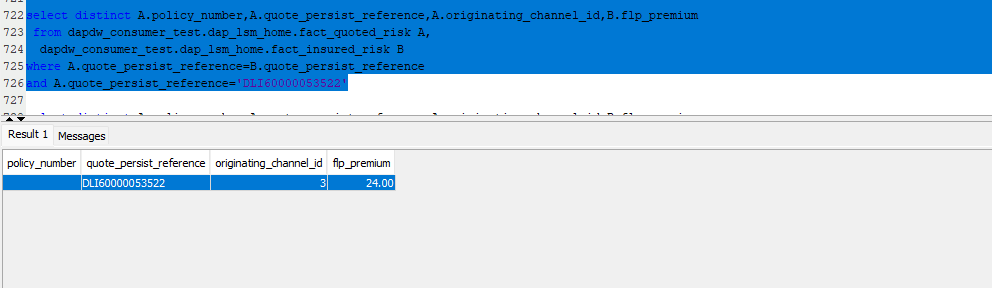 722 select distinct A.policy_number,A.quote_persist_reference,A.originating_channel_id,B.flp_premium
723 from dapdw_consumer_test.dap_lsm_home.fact_quoted_risk A,
724 dapdw_consumer_test.dap_lsm_home.fact_insured_risk B
725 where A.quote_persist_reference=B.quote_persist_reference
726 and A.quote_persist_reference='DLI60000053522'
727
Result 1 Messages
policy_number quote_persist_reference originating_channel_id flp_premium
DLI60000053522 3 24.00